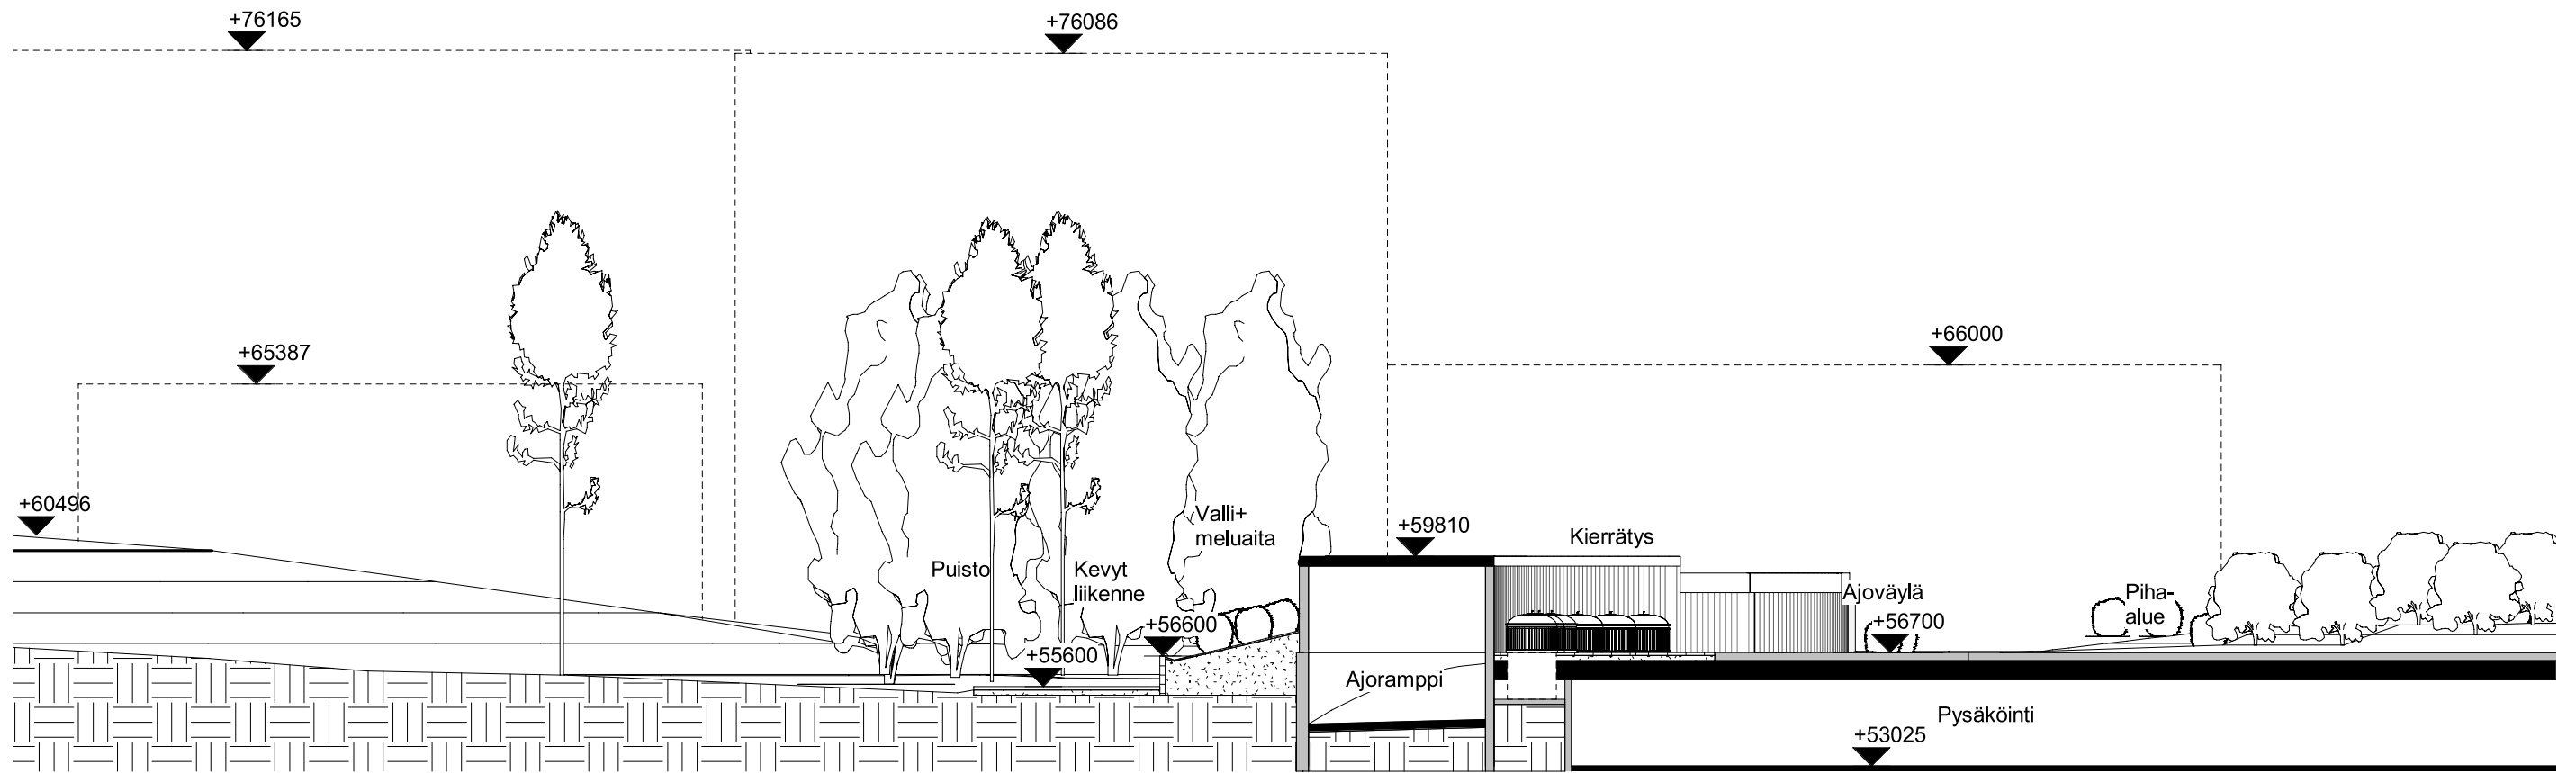 +76165
+76086
+66000
+65387
+60496
Valli+
meluaita
+59810
Kierrätys
Puisto
Kevyt
liikenne
Ajoväylä
Piha-
alue
+56600
+56700
+55600
Ajoramppi
Pysäköinti
+53025